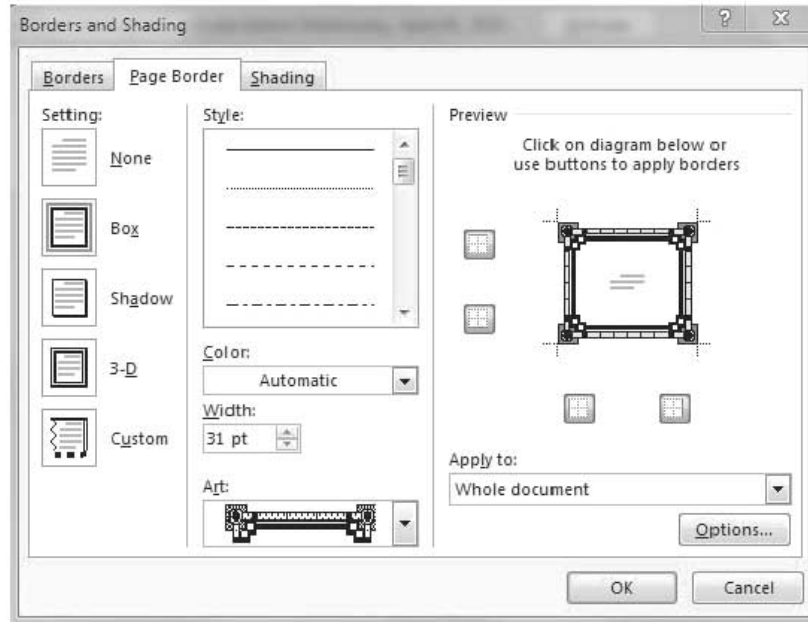 Borders and Shading
?
Borders Page Border Shading
Setting:
None
Box
Shadow
3-D
Custom
Style:
Color:
Automatic
Width:
31 pt
Art:
Preview
Click on diagram below or
use buttons to apply borders
Apply to:
Whole document
Options...
OK Cancel